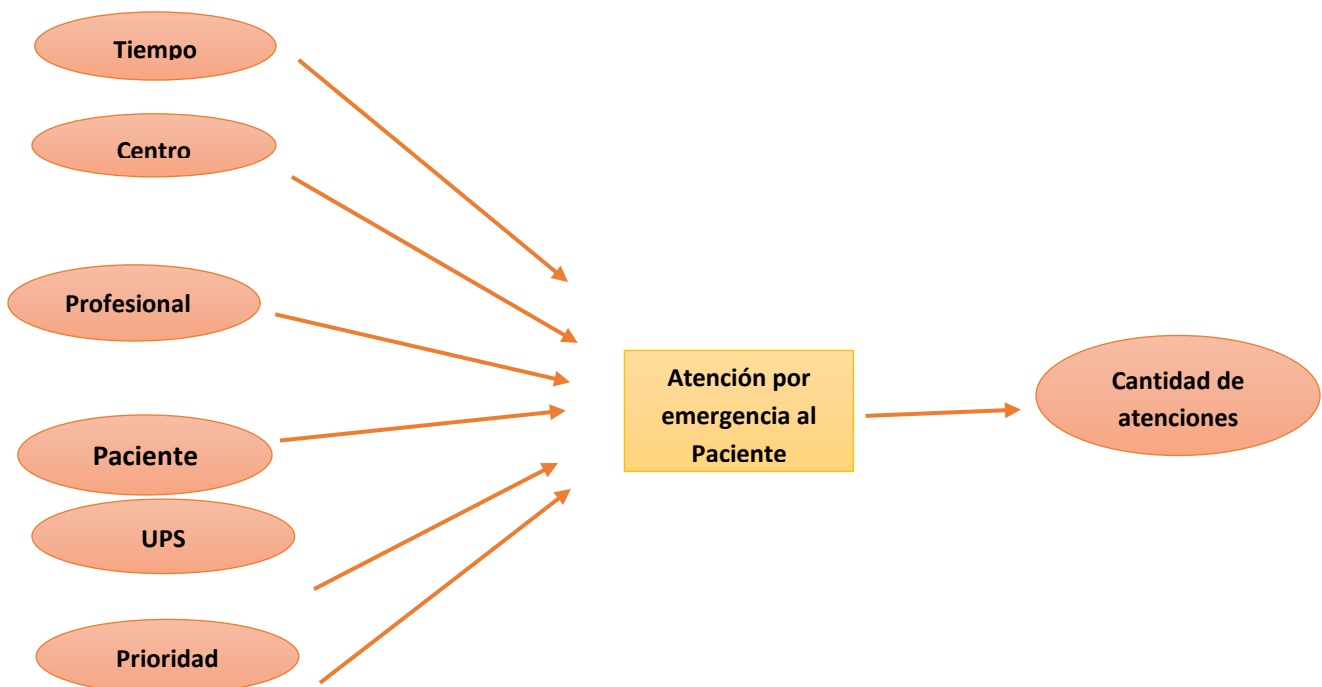 Tiempo
Centro
Profesional
Paciente
UPS
Prioridad
Atención por
emergencia al
Paciente
Cantidad de
atenciones